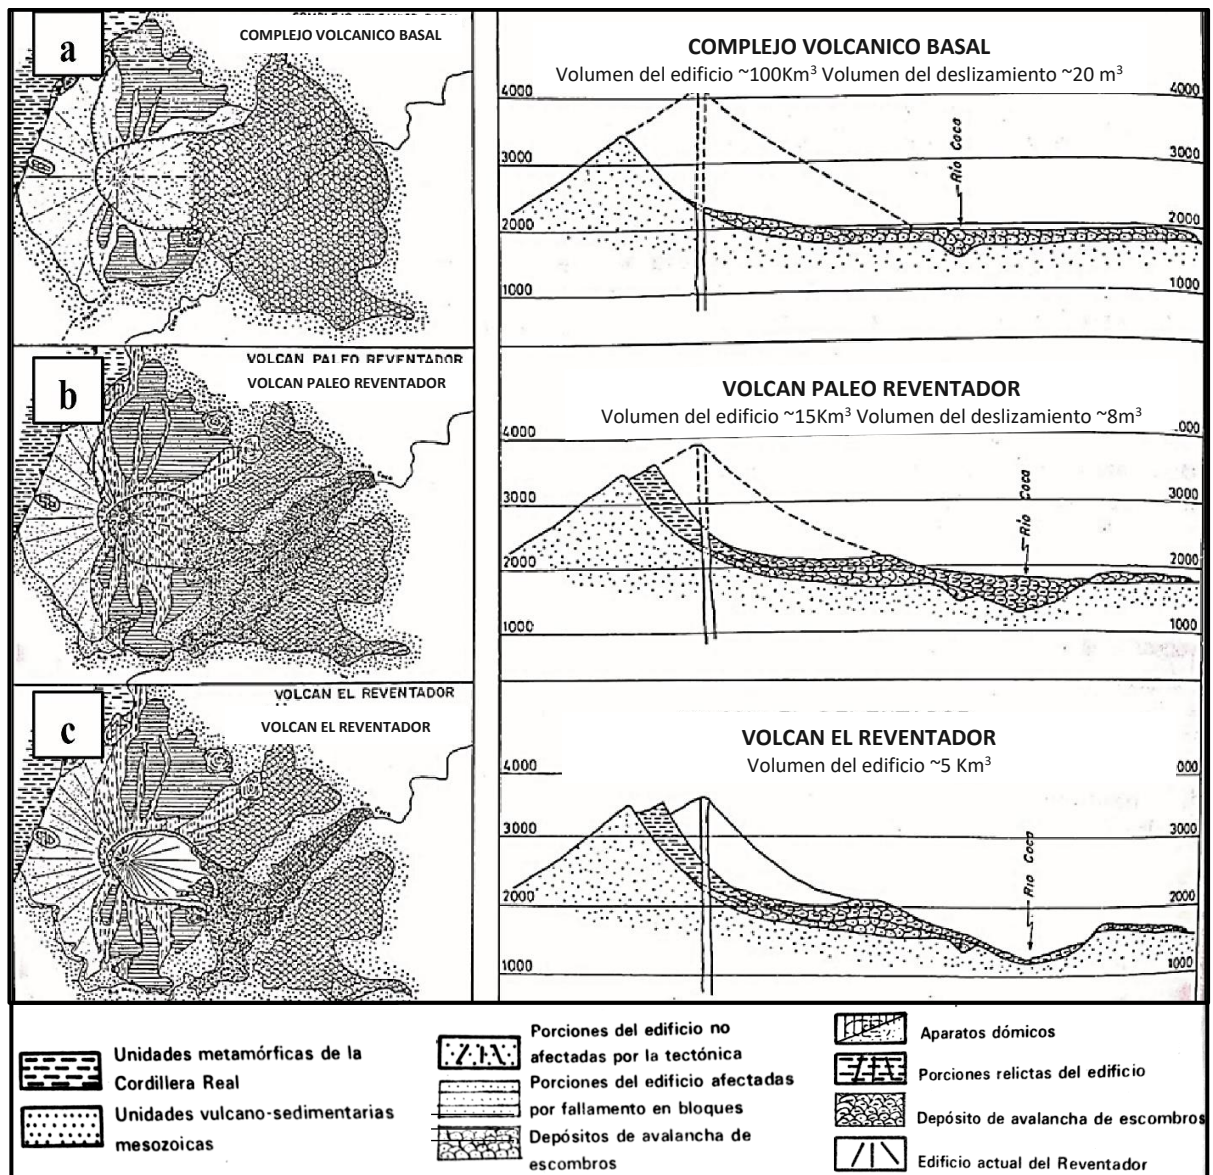 a
COMPLEJO VOLCANICO BASAL
COMPLEJO VOLCANICO BASAL
Volumen del edificio ~100Km³ Volumen del deslizamiento ~20 m³
4000
4000
3000
3000
2000
2000
1000
1000
Río Coca
b
VOLCAN PALEO REVENTADOR
VOLCAN PALEO REVENTADOR
VOLCAN PALEO REVENTADOR
Volumen del edificio ~15Km³ Volumen del deslizamiento ~8m³
4000
000
3000
3000
2000
2000
1000
1000
Río Coca
Coca
c
VOLCAN EL REVENTADOR
VOLCAN EL REVENTADOR
VOLCAN EL REVENTADOR
Volumen del edificio ~5 Km³
4000
000
3000
3000
2000
2000
1000
1000
Río Coca
Coca
Unidades metamórficas de la
Cordillera Real
Unidades vulcano-sedimentarias
mesozoicas
Porciones del edificio no
afectadas por la tectónica
Porciones del edificio afectadas
por fallamento en bloques
Depósitos de avalancha de
escombros
Aparatos dómicos
Porciones relictas del edificio
Depósito de avalancha de escombros
Edificio actual del Reventador